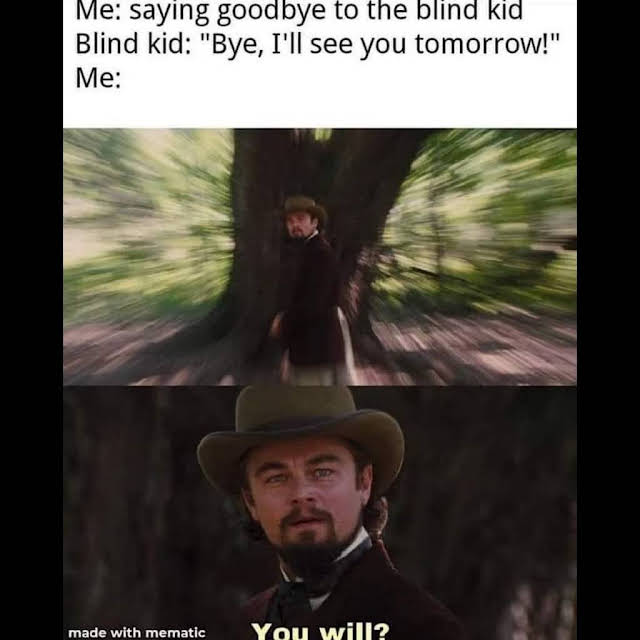 Me: saying goodbye to the blind kid
Blind kid: "Bye, I'll see you tomorrow!"
Me:
made with mematic
You will?